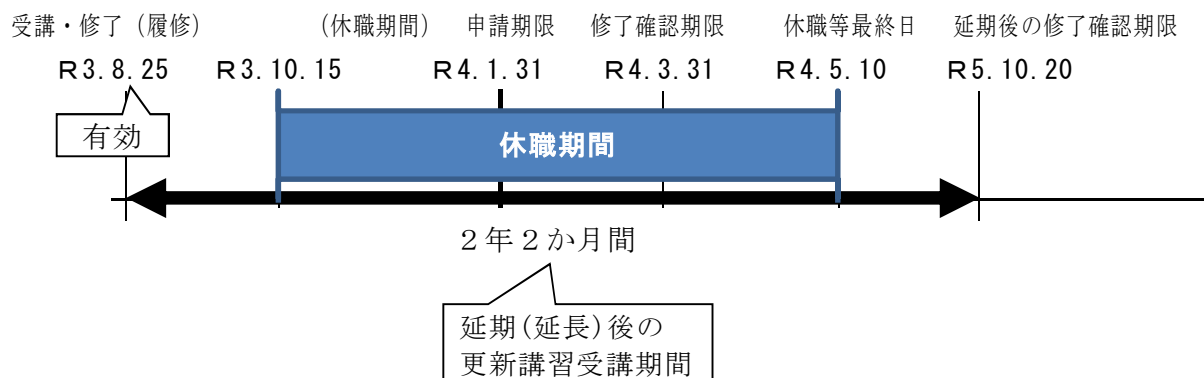 受講・修了（履修） （休職期間） 申請期限 修了確認期限 休職等最終日 延期後の修了確認期限
Ｒ3.8.25 Ｒ3.10.15 Ｒ4.1.31 Ｒ4.3.31 Ｒ4.5.10 Ｒ5.10.20
有効
休職期間
２年２か月間
延期(延長)後の
更新講習受講期間